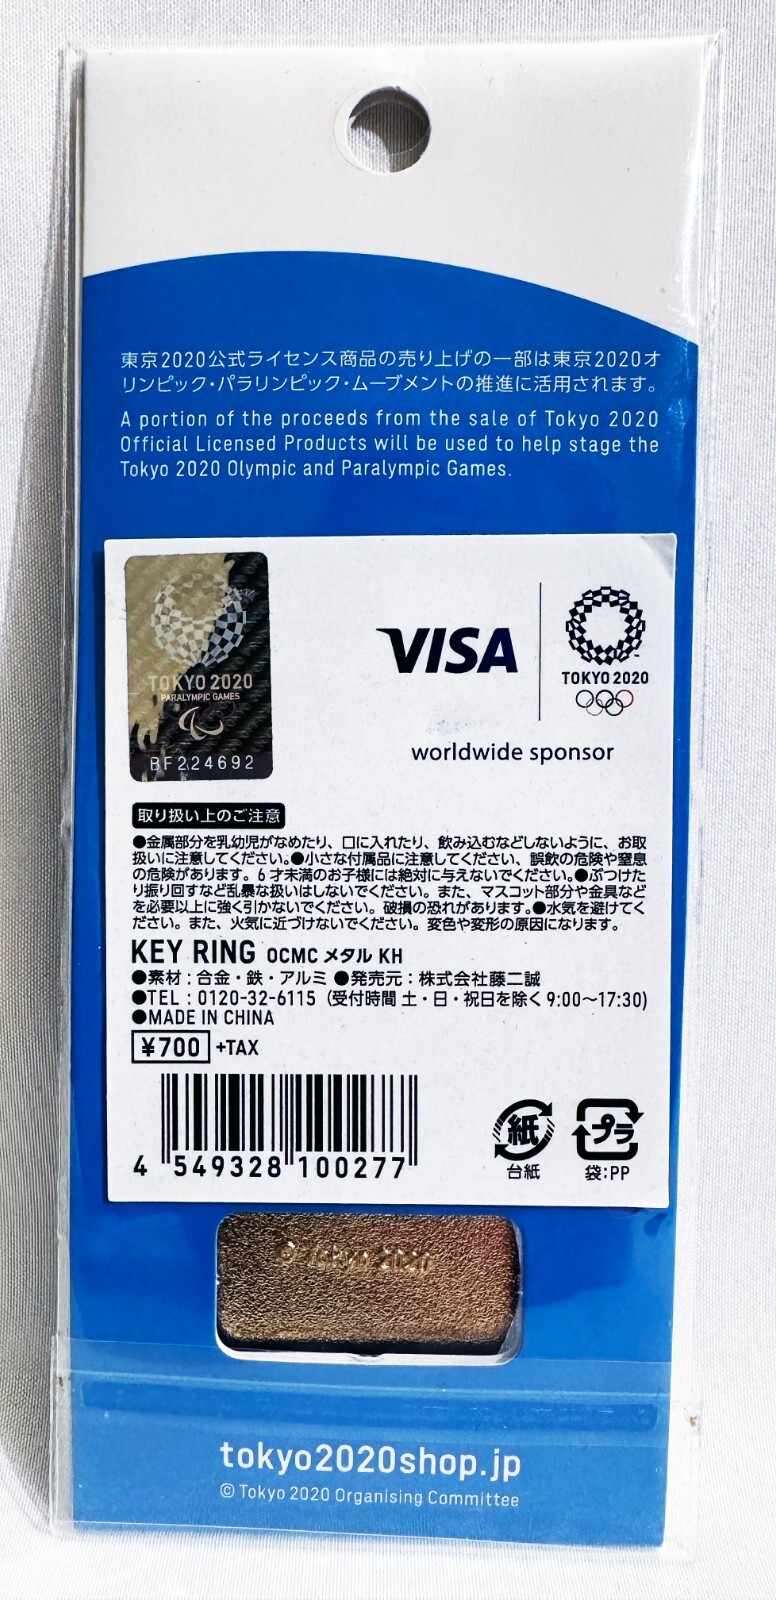 東京2020公式ライセンス商品の売り上げの一部は東京2020オ
リンピック・パラリンピック・ムーブメントの推進に活用されます。
A portion of the proceeds from the sale of Tokyo 2020
Official Licensed Products will be used to help stage the
Tokyo 2020 Olympic and Paralympic Games.
TOKYO 2020
PARALYMPIC GAMES
BF224692
VISA
TOKYO 2020
worldwide sponsor
取り扱い上のご注意
●金属部分を乳幼児がなめたり、口に入れたり、飲み込むなどしないように、お取
扱いに注意してください。●小さな付属品に注意してください、誤飲の危険や窒息
の危険があります。6才未満のお子様には絶対に与えないでください。●ぶつけた
り振り回すなど乱暴な扱いはしないでください。また、マスコット部分や金具など
を必要以上に強く引かないでください。破損の恐れがあります。●水気を避けてく
ださい。また、火気に近づけないでください。変色や変形の原因になります。
KEY RING OCMC メタル KH
●素材：合金・鉄・アルミ ●発売元：株式会社藤二誠
●TEL：0120-32-6115（受付時間 土・日・祝日を除く 9:00〜17:30）
●MADE IN CHINA
¥700 +TAX
4 549328 100277
紙
台紙
プラ
袋:PP
© Tokyo 2020
tokyo2020shop.jp
© Tokyo 2020 Organising Committee